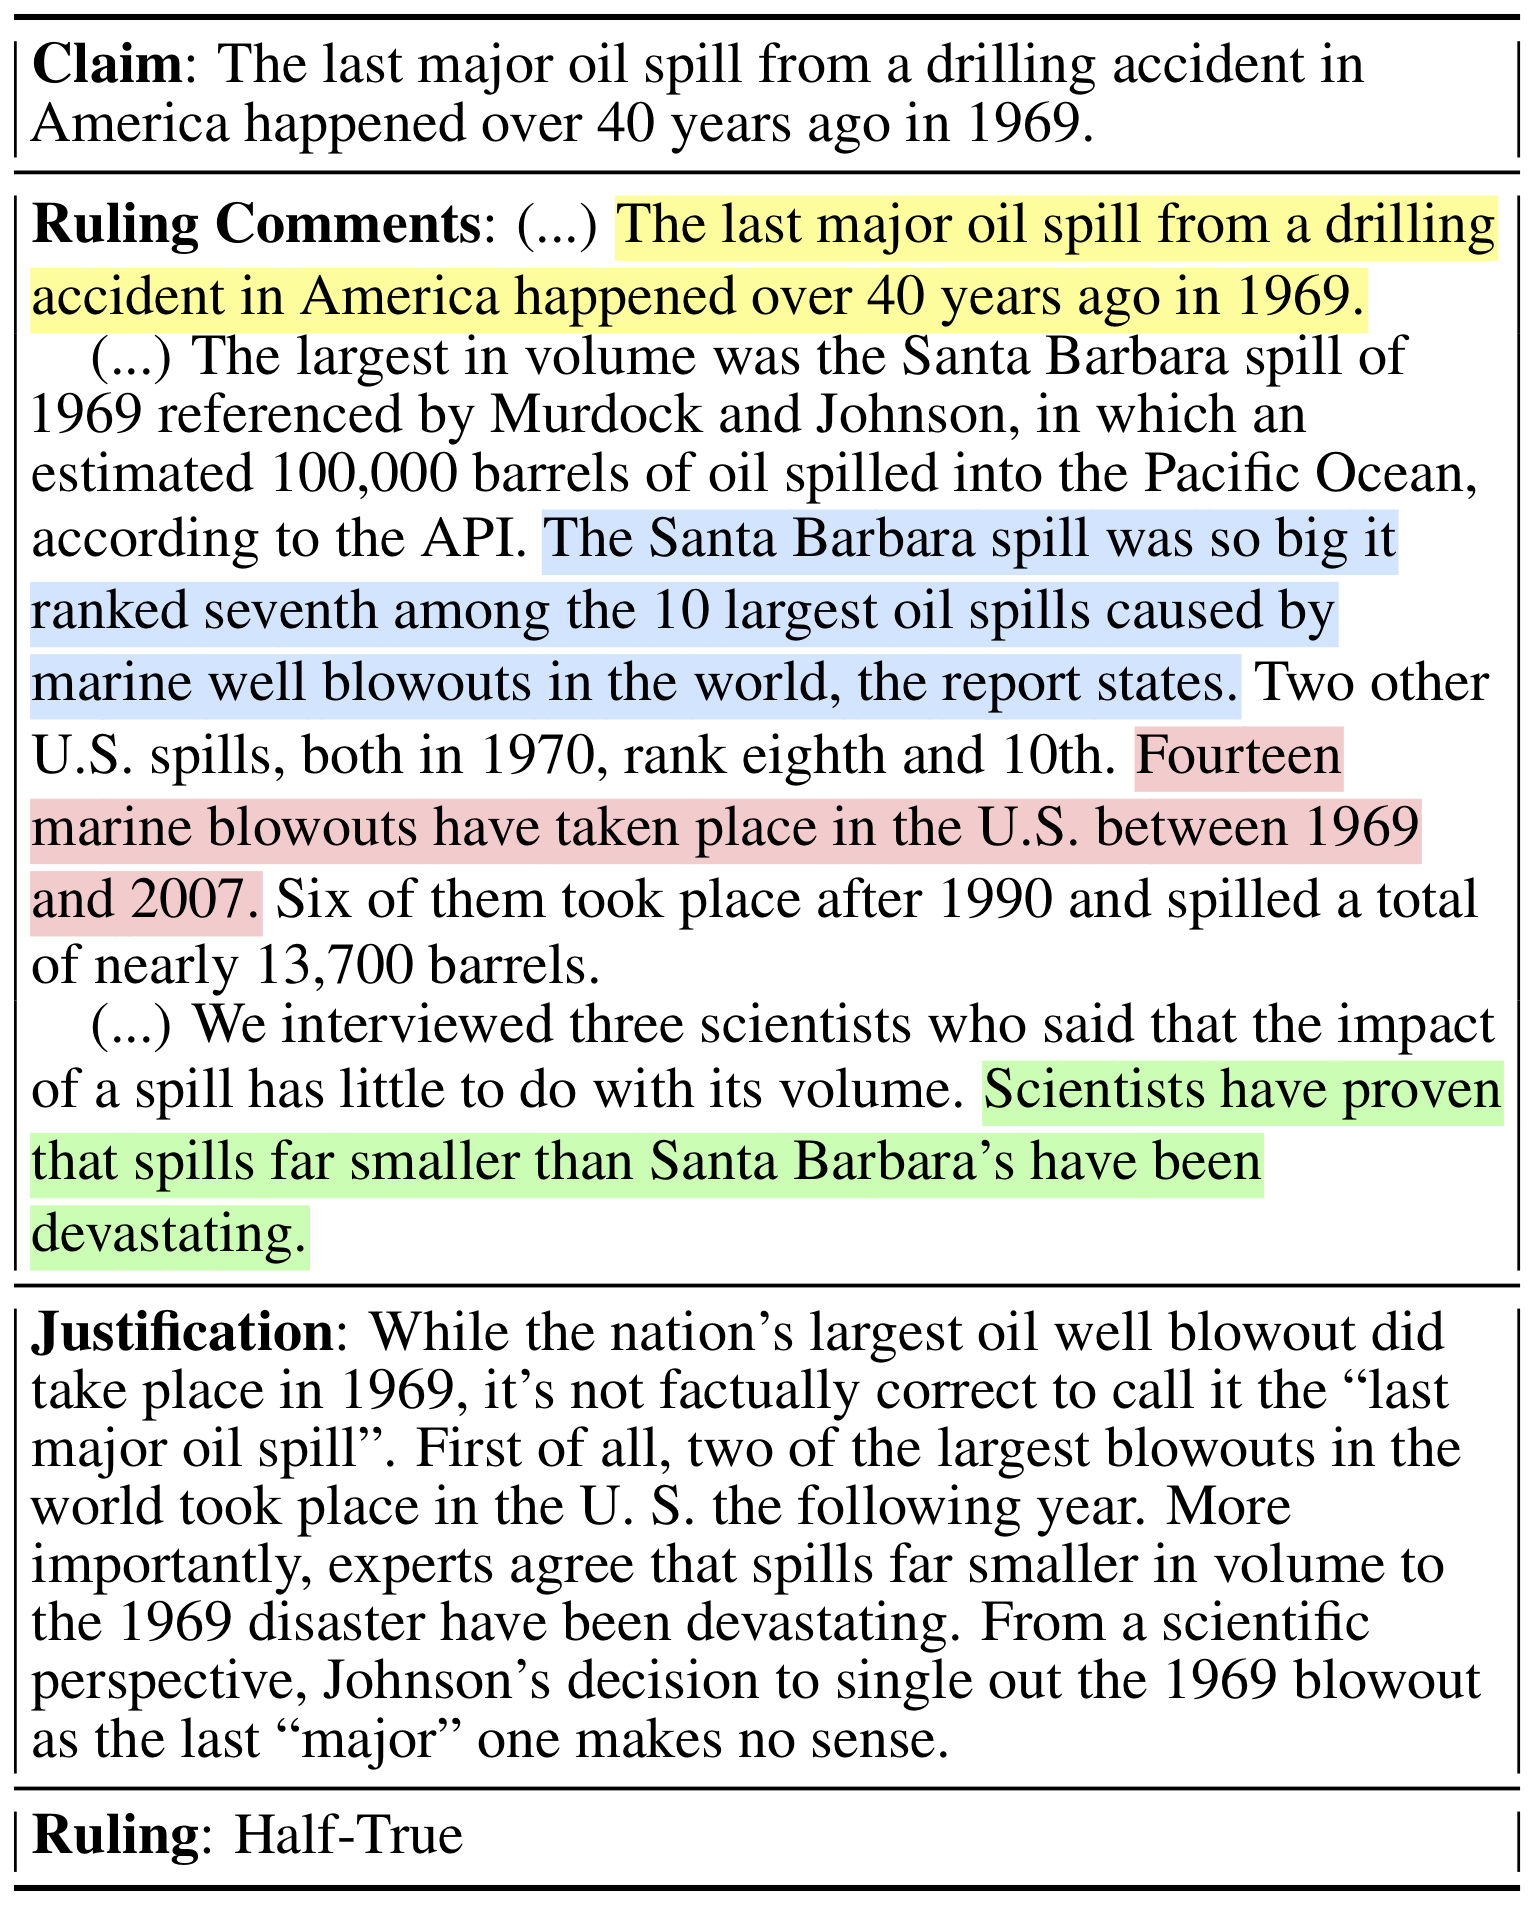 Claim: The last major oil spill from a drilling accident in
America happened over 40 years ago in 1969.
Ruling Comments: (...) The last major oil spill from a drilling
accident in America happened over 40 years ago in 1969.
(...) The largest in volume was the Santa Barbara spill of
1969 referenced by Murdock and Johnson, in which an
estimated 100,000 barrels of oil spilled into the Pacific Ocean,
according to the API. The Santa Barbara spill was so big it
ranked seventh among the 10 largest oil spills caused by
marine well blowouts in the world, the report states. Two other
U.S. spills, both in 1970, rank eighth and 10th. Fourteen
marine blowouts have taken place in the U.S. between 1969
and 2007. Six of them took place after 1990 and spilled a total
of nearly 13,700 barrels.
(...) We interviewed three scientists who said that the impact
of a spill has little to do with its volume. Scientists have proven
that spills far smaller than Santa Barbara’s have been
devastating.
Justification: While the nation’s largest oil well blowout did
take place in 1969, it’s not factually correct to call it the “last
major oil spill”. First of all, two of the largest blowouts in the
world took place in the U. S. the following year. More
importantly, experts agree that spills far smaller in volume to
the 1969 disaster have been devastating. From a scientific
perspective, Johnson’s decision to single out the 1969 blowout
as the last “major” one makes no sense.
Ruling: Half-True